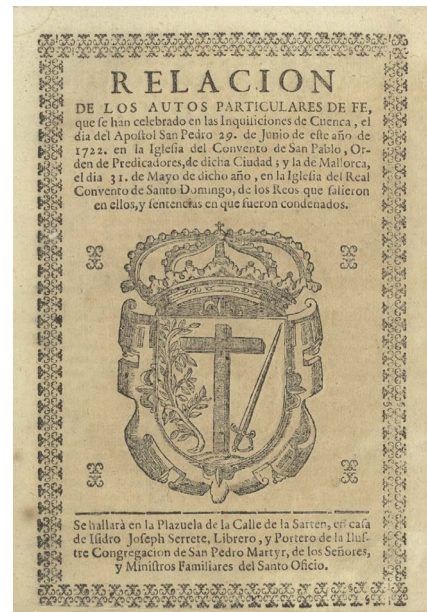 RELACION
DE LOS AUTOS PARTICULARES DE FE,
que se han celebrado en las Inquisiciones de Cuenca, el
dia del Apostol San Pedro 29. de Junio de este año de
1722. en la Iglesia del Convento de San Pablo, Or-
den de Predicadores, de dicha Ciudad; y la de Mallorca,
el dia 31. de Mayo de dicho año, en la Iglesia del Real
Convento de Santo Domingo, de los Reos que salieron
en ellos, y sentencias en que fueron condenados.
Se hallarà en la Plazuela de la Calle de la Sarten, en casa
de Isidro Joseph Serrete, Librero, y Portero de la Ilus-
tre Congregacion de San Pedro Martyr, de los Señores,
y Ministros Familiares del Santo Oficio.